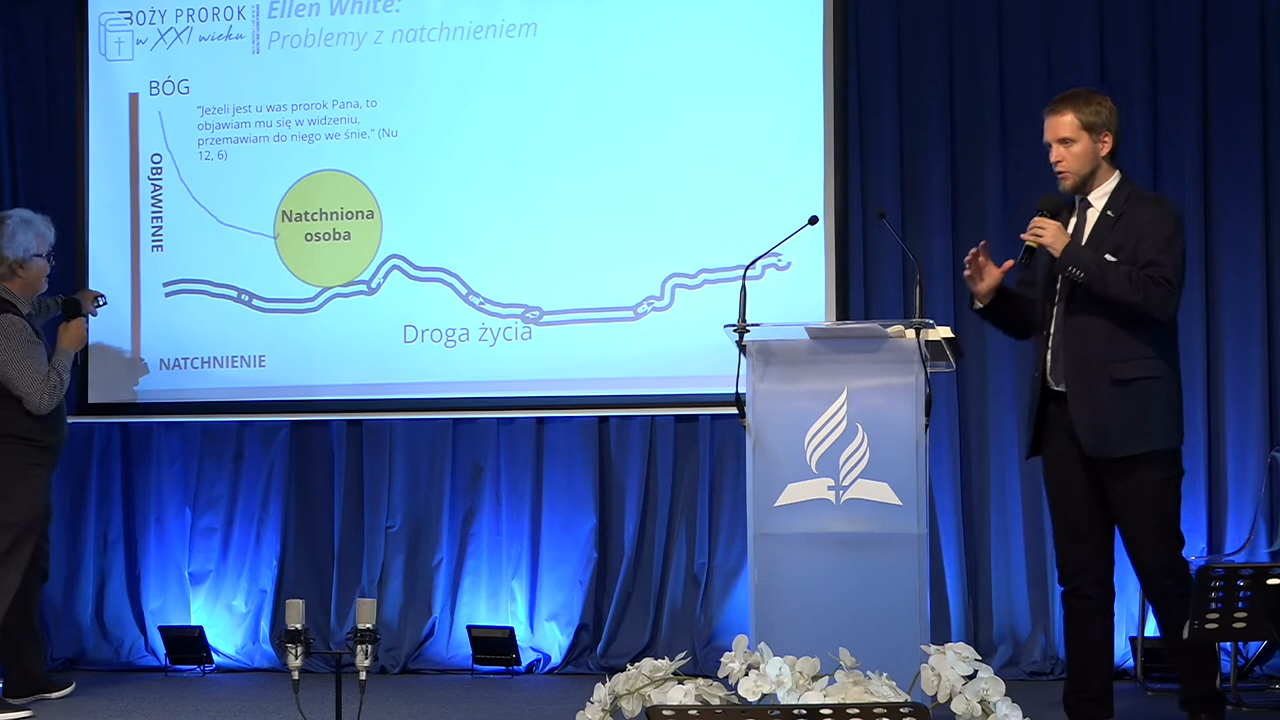 BOŻY PROROK
w XXI wieku
Ellen White:
Problemy z natchnieniem
BÓG
"Jeżeli jest u was prorok Pana, to
objawiam mu się w widzeniu,
przemawiam do niego we śnie." (Nu
12, 6)
OBJAWIENIE
Natchniona
osoba
Droga życia
NATCHNIENIE